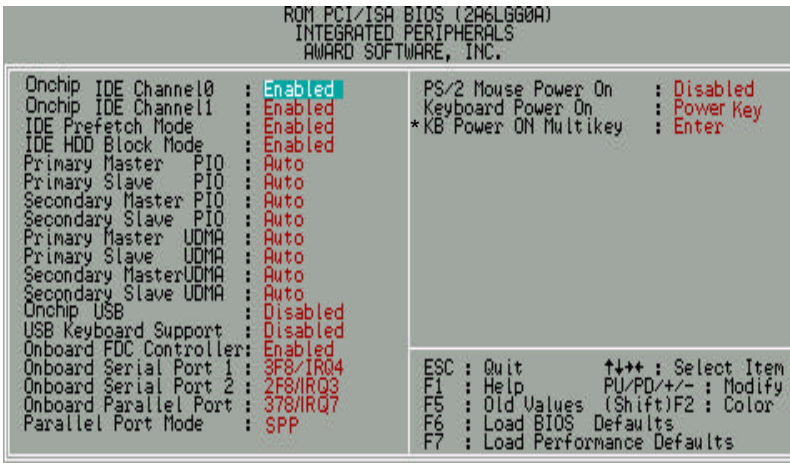 ROM PCI/ISA BIOS (2A6LGG0A)
INTEGRATED PERIPHERALS
AWARD SOFTWARE, INC.
Onchip IDE Channel0 : Enabled
Onchip IDE Channel1 : Enabled
IDE Prefetch Mode : Enabled
IDE HDD Block Mode : Enabled
Primary Master PIO : Auto
Primary Slave PIO : Auto
Secondary Master PIO : Auto
Secondary Slave PIO : Auto
Primary Master UDMA : Auto
Primary Slave UDMA : Auto
Secondary MasterUDMA : Auto
Secondary Slave UDMA : Auto
Onchip USB : Disabled
USB Keyboard Support : Disabled
Onboard FDC Controller: Enabled
Onboard Serial Port 1 : 3F8/IRQ4
Onboard Serial Port 2 : 2F8/IRQ3
Onboard Parallel Port : 378/IRQ7
Parallel Port Mode : SPP
PS/2 Mouse Power On : Disabled
Keyboard Power On : Power Key
*KB Power ON Multikey : Enter
ESC : Quit ↑↓→← : Select Item
F1 : Help PU/PD/+/- : Modify
F5 : Old Values (Shift)F2 : Color
F6 : Load BIOS Defaults
F7 : Load Performance Defaults